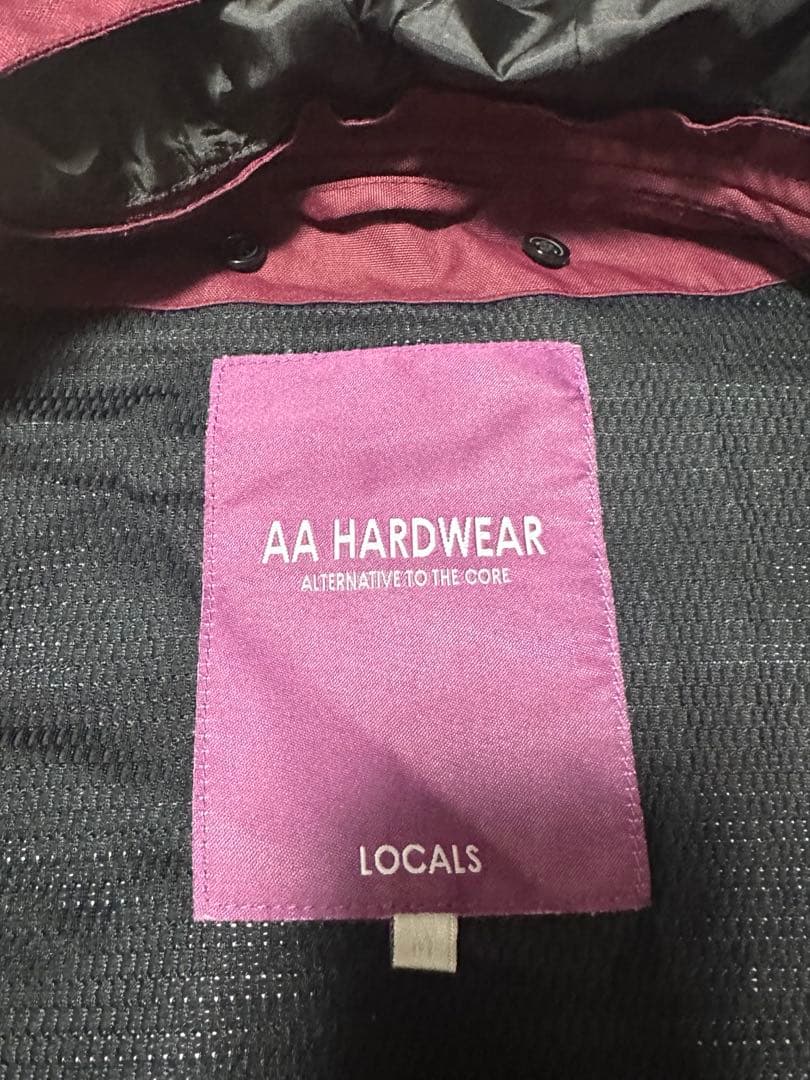 AA HARDWEAR
ALTERNATIVE TO THE CORE
LOCALS
M